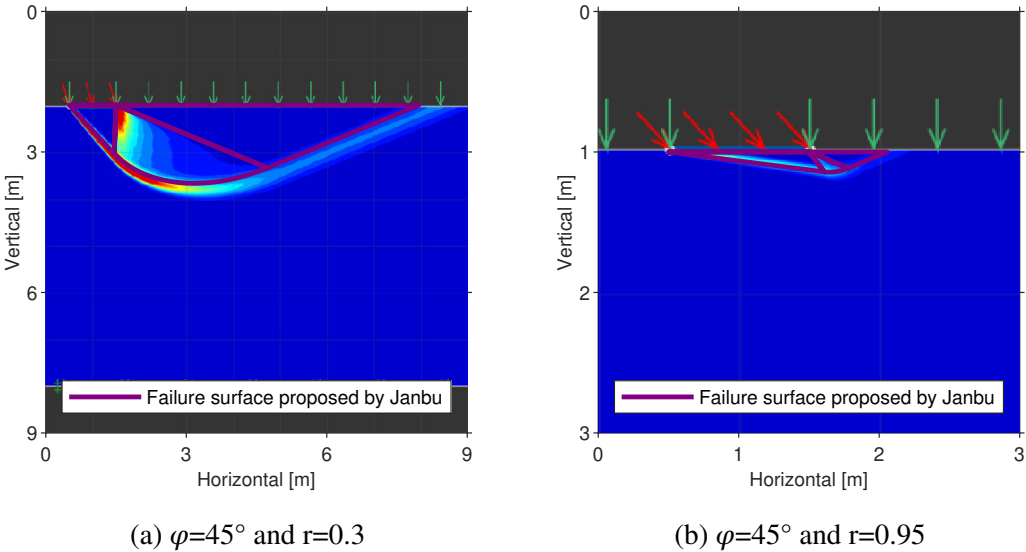 0
3
6
9
Vertical [m]
0
3
6
9
Horizontal [m]
Failure surface proposed by Janbu
(a) φ=45° and r=0.3
0
1
2
3
Vertical [m]
0
1
2
3
Horizontal [m]
Failure surface proposed by Janbu
(b) φ=45° and r=0.95